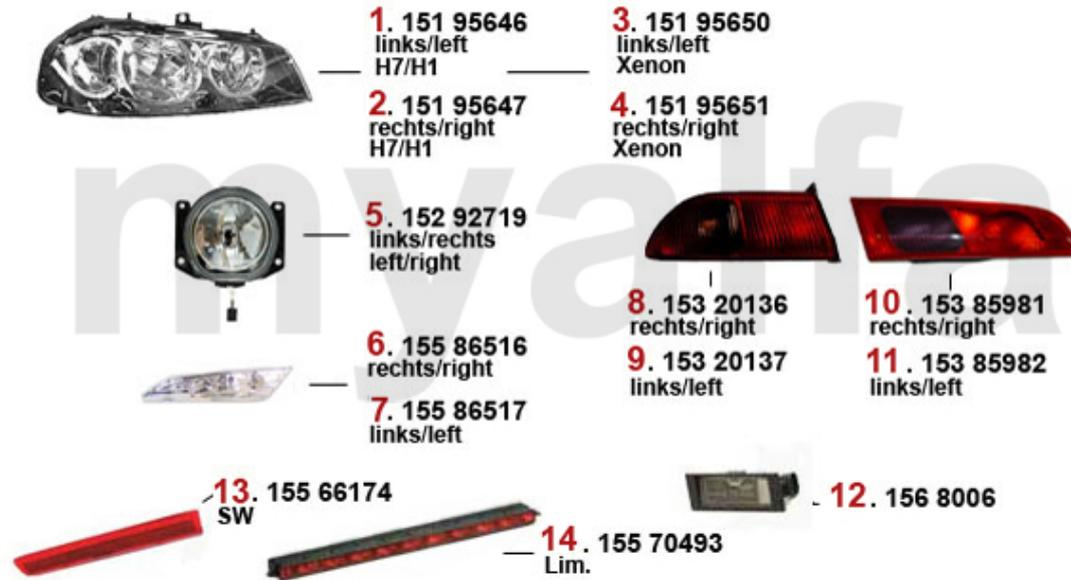 1. 151 95646
links/left
H7/H1
2. 151 95647
rechts/right
H7/H1
3. 151 95650
links/left
Xenon
4. 151 95651
rechts/right
Xenon
myalfa
5. 152 92719
links/rechts
left/right
6. 155 86516
rechts/right
7. 155 86517
links/left
8. 153 20136
rechts/right
9. 153 20137
links/left
10. 153 85981
rechts/right
11. 153 85982
links/left
12. 156 8006
13. 155 66174
SW
14. 155 70493
Lim.